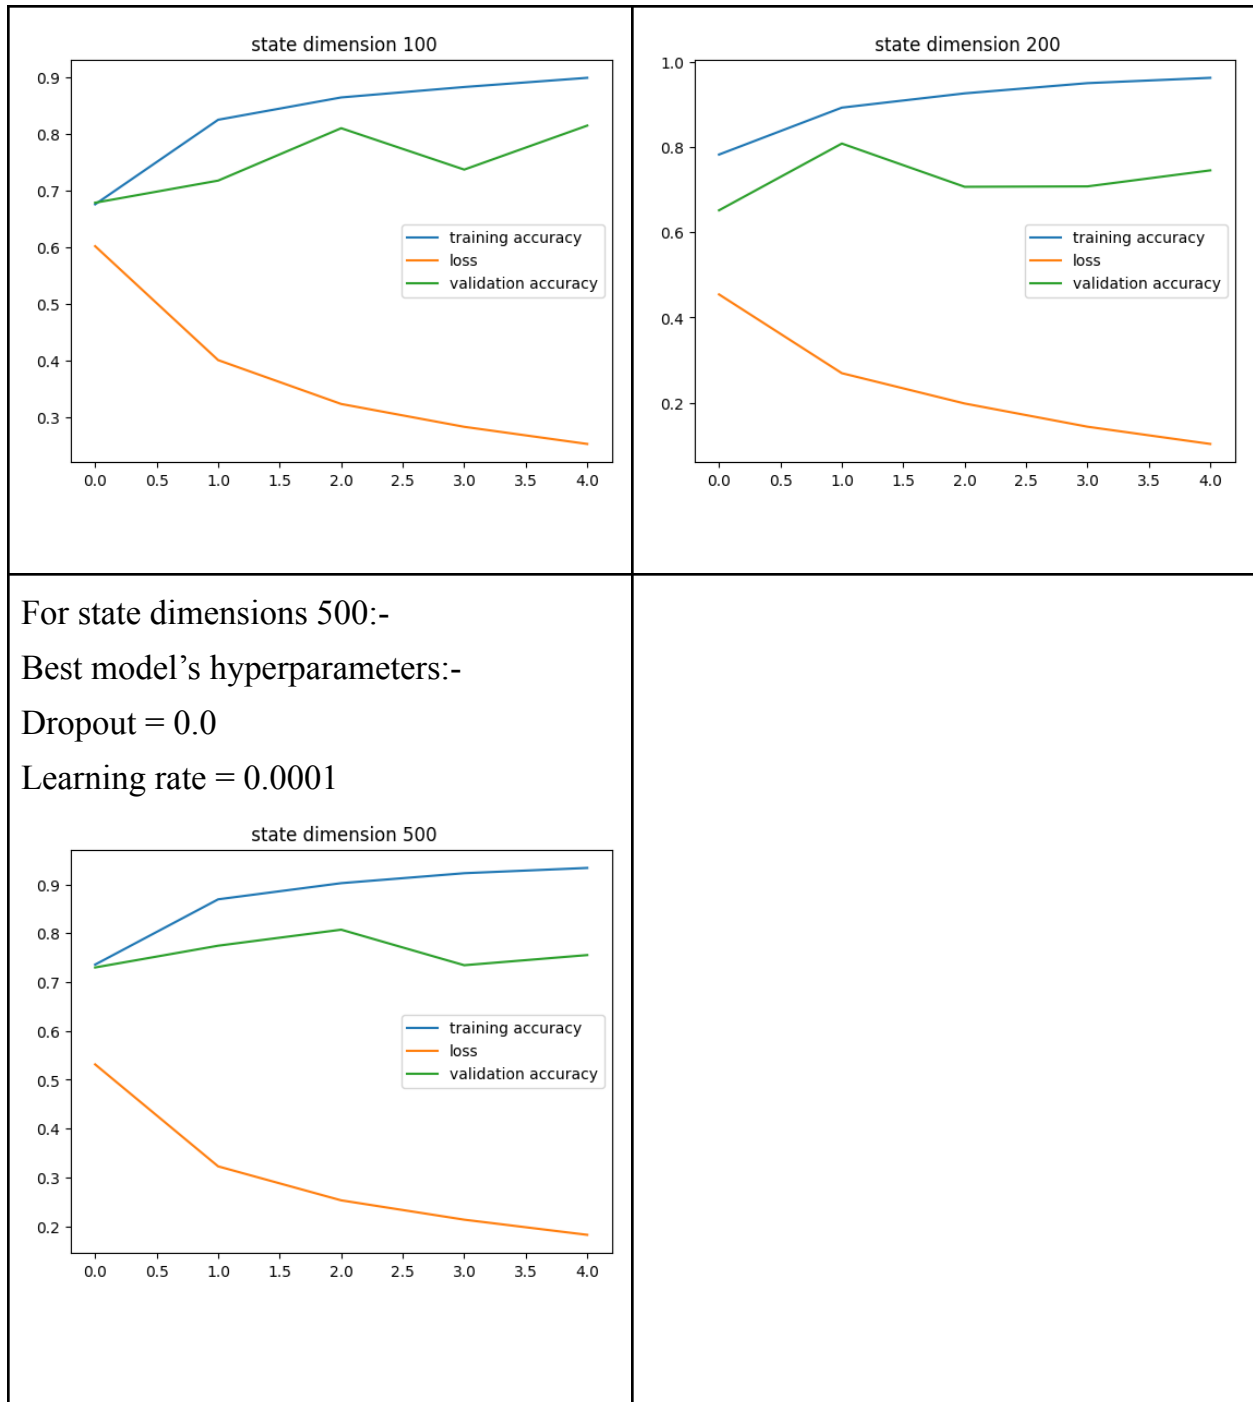 state dimension 100
0.9
0.8
0.7
0.6
0.5
0.4
0.3
training accuracy
loss
validation accuracy
0.0 0.5 1.0 1.5 2.0 2.5 3.0 3.5 4.0
state dimension 200
1.0
0.8
0.6
0.4
0.2
training accuracy
loss
validation accuracy
0.0 0.5 1.0 1.5 2.0 2.5 3.0 3.5 4.0
For state dimensions 500:-
Best model’s hyperparameters:-
Dropout = 0.0
Learning rate = 0.0001
state dimension 500
0.9
0.8
0.7
0.6
0.5
0.4
0.3
0.2
training accuracy
loss
validation accuracy
0.0 0.5 1.0 1.5 2.0 2.5 3.0 3.5 4.0